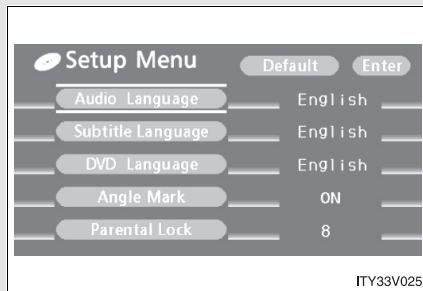 Setup Menu Default Enter
Audio Language English
Subtitle Language English
DVD Language English
Angle Mark ON
Parental Lock 8
ITY33V025